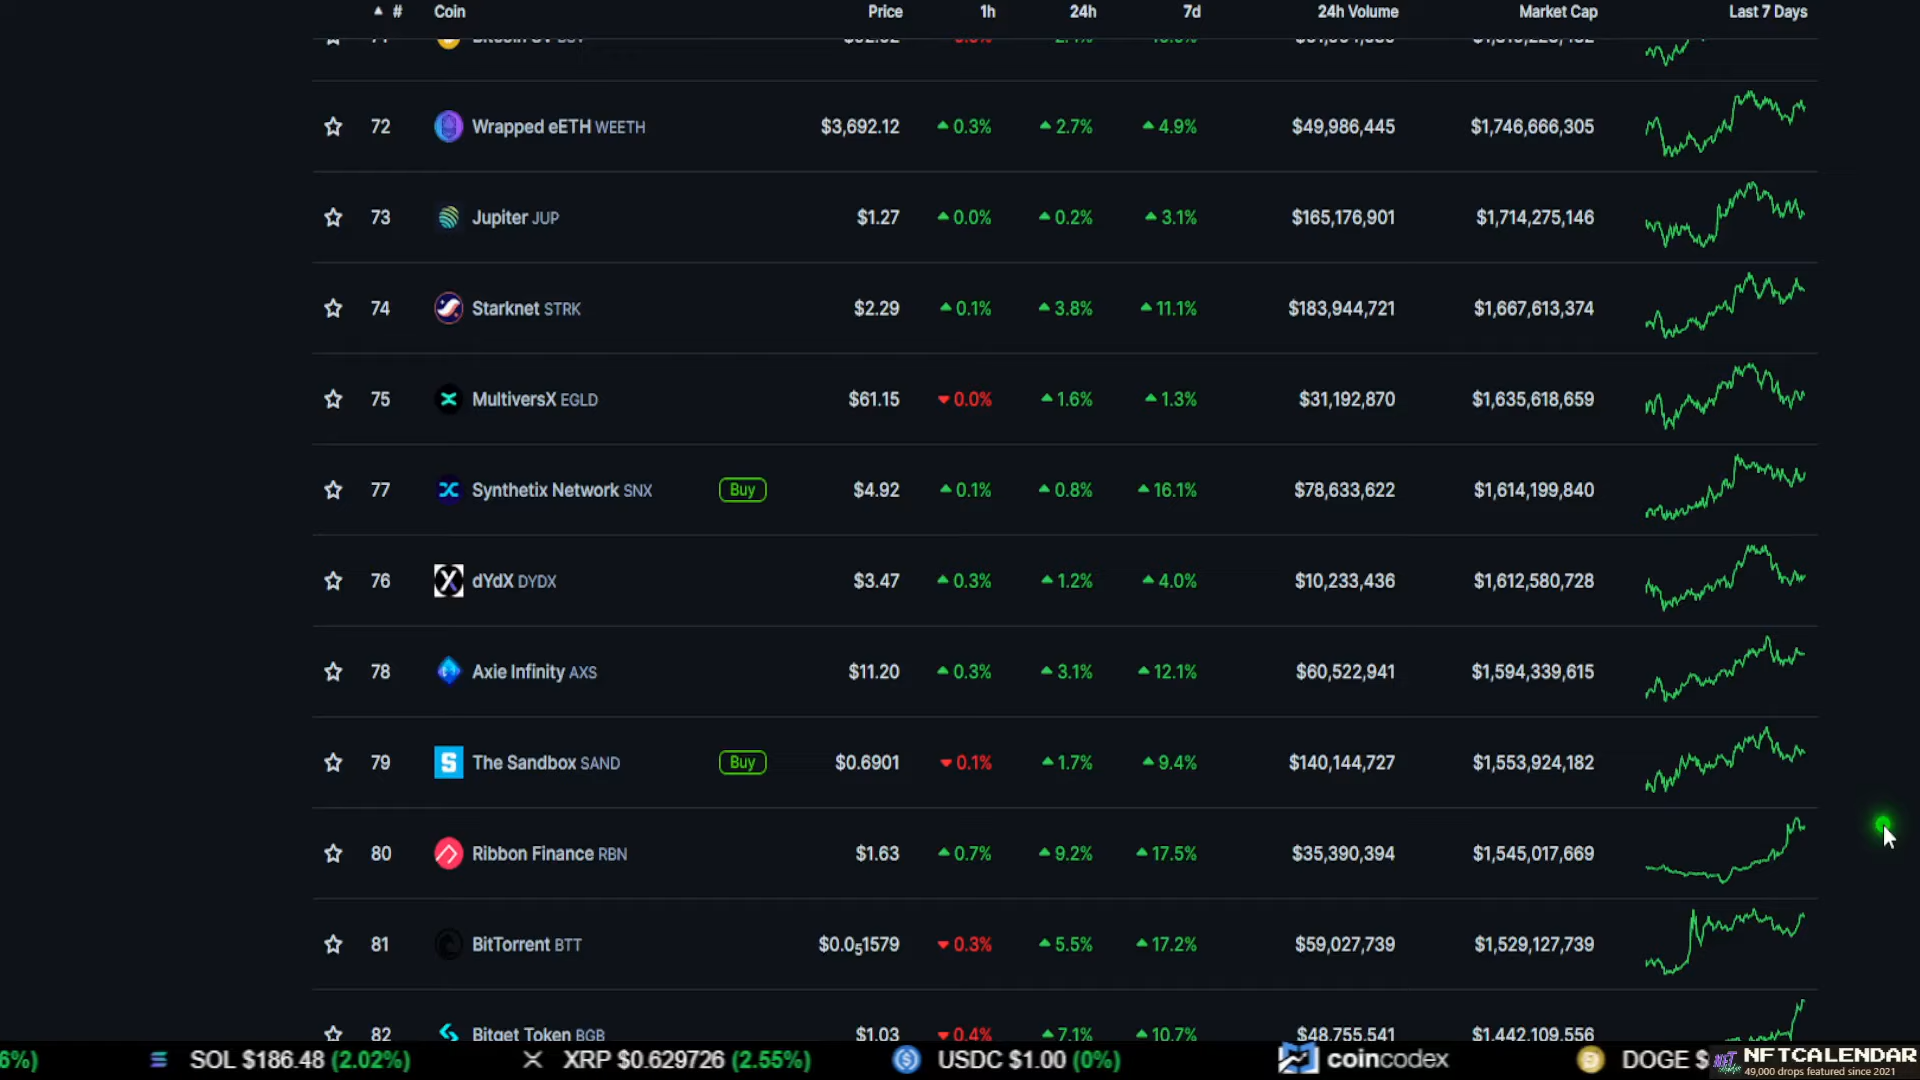 # Coin Price 1h 24h 7d 24h Volume Market Cap Last 7 Days
72 Wrapped eETH WEETH $3,692.12 0.3% 2.7% 4.9% $49,986,445 $1,746,666,305
73 Jupiter JUP $1.27 0.0% 0.2% 3.1% $165,176,901 $1,714,275,146
74 Starknet STRK $2.29 0.1% 3.8% 11.1% $183,944,721 $1,667,613,374
75 MultiversX EGLD $61.15 0.0% 1.6% 1.3% $31,192,870 $1,635,618,659
77 Synthetix Network SNX Buy $4.92 0.1% 0.8% 16.1% $78,633,622 $1,614,199,840
76 dYdX DYDX $3.47 0.3% 1.2% 4.0% $10,233,436 $1,612,580,728
78 Axie Infinity AXS $11.20 0.3% 3.1% 12.1% $60,522,941 $1,594,339,615
79 The Sandbox SAND Buy $0.6901 0.1% 1.7% 9.4% $140,144,727 $1,553,924,182
80 Ribbon Finance RBN $1.63 0.7% 9.2% 17.5% $35,390,394 $1,545,017,669
81 BitTorrent BTT $0.0₅1579 0.3% 5.5% 17.2% $59,027,739 $1,529,127,739
82 Bitget Token BGB $1.03 0.4% 7.1% 10.7% $48,755,541 $1,442,109,556
6%) SOL $186.48 (2.02%) XRP $0.629726 (2.55%) USDC $1.00 (0%) coincodex DOGE $ NFTCALENDAR
49,000 drops featured since 2021